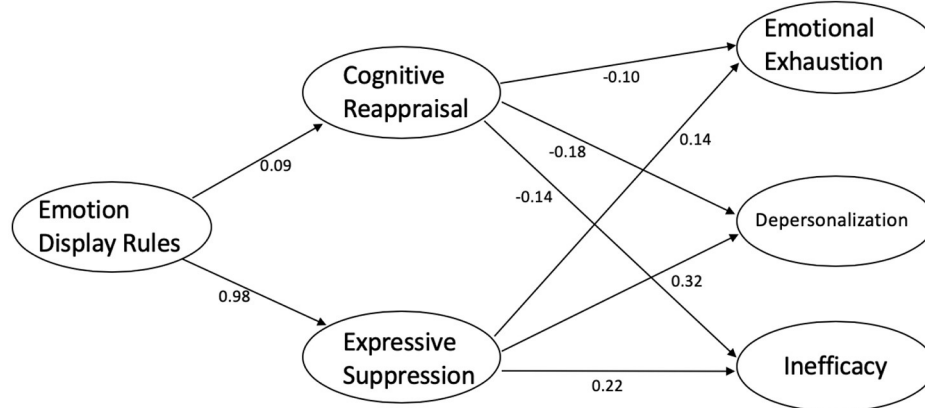 Emotional
Exhaustion
Cognitive
Reappraisal
-0.10
0.14
-0.18
0.09
-0.14
Emotion
Display Rules
Depersonalization
0.98
0.32
Expressive
Suppression
Inefficacy
0.22